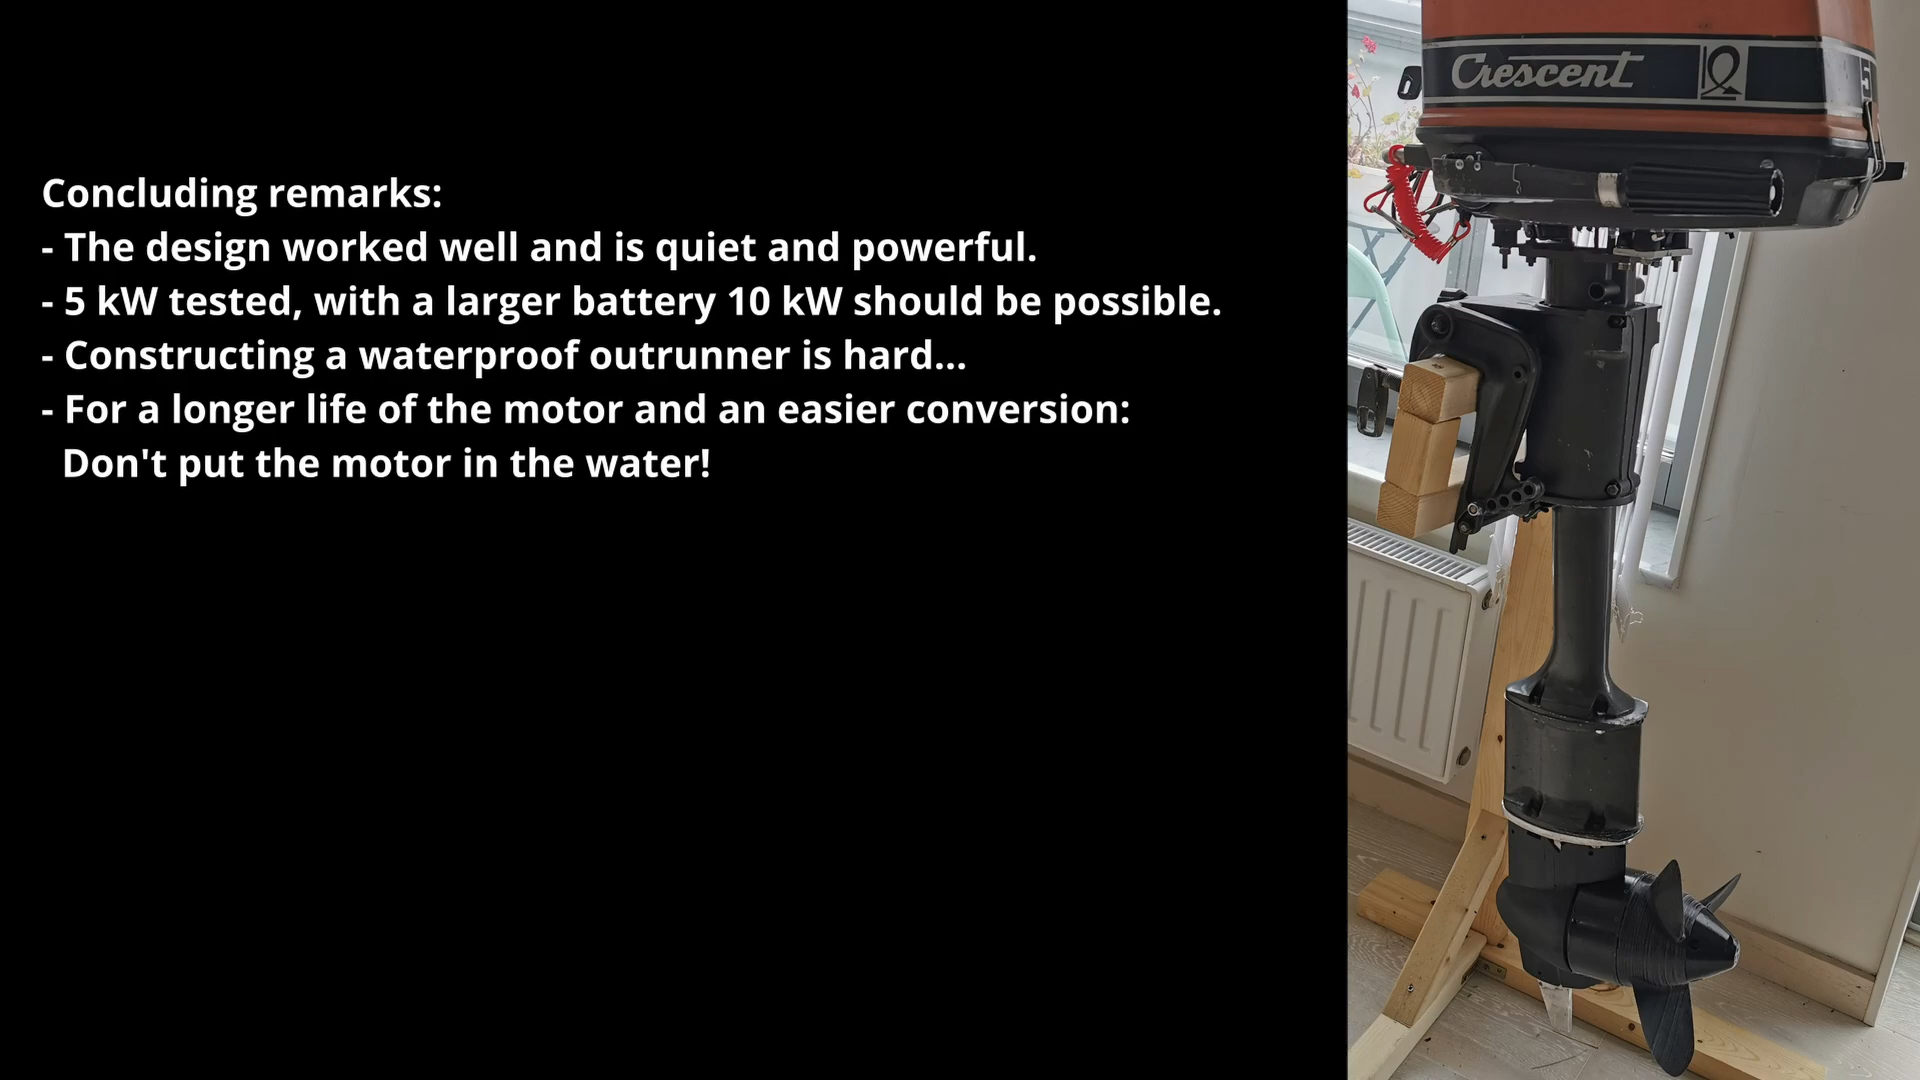 Concluding remarks:
- The design worked well and is quiet and powerful.
- 5 kW tested, with a larger battery 10 kW should be possible.
- Constructing a waterproof outrunner is hard...
- For a longer life of the motor and an easier conversion:
Don't put the motor in the water!
Crescent
5